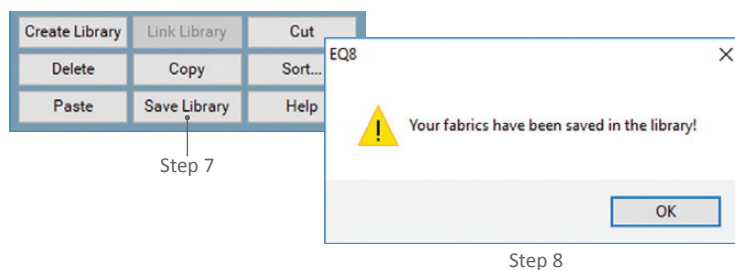 Create Library Link Library Cut
Delete Copy Sort...
Paste Save Library Help
Step 7
EQ8
Your fabrics have been saved in the library!
OK
Step 8